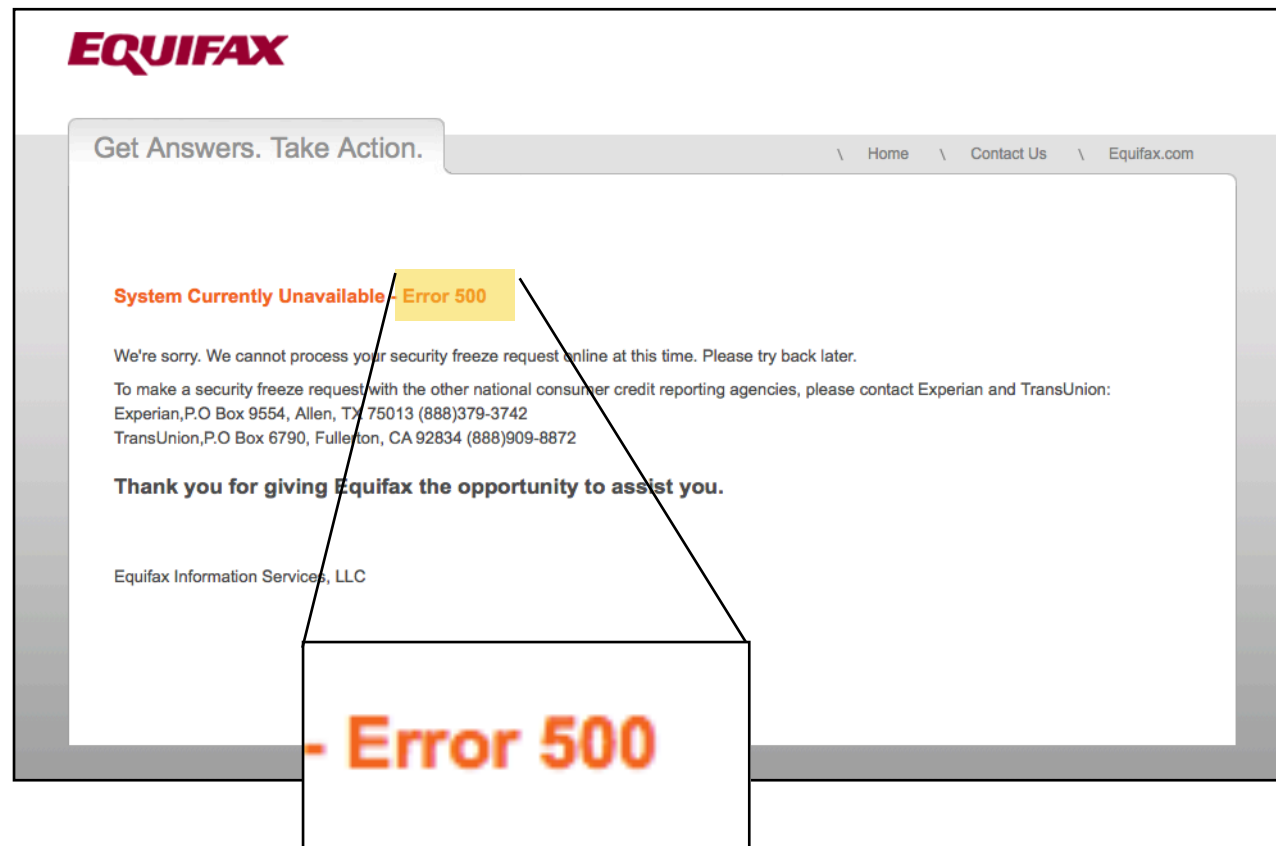 EQUIFAX
Get Answers. Take Action.
\ Home \ Contact Us \ Equifax.com
System Currently Unavailable - Error 500
We're sorry. We cannot process your security freeze request online at this time. Please try back later.
To make a security freeze request with the other national consumer credit reporting agencies, please contact Experian and TransUnion:
Experian,P.O Box 9554, Allen, TX 75013 (888)379-3742
TransUnion,P.O Box 6790, Fullerton, CA 92834 (888)909-8872
Thank you for giving Equifax the opportunity to assist you.
Equifax Information Services, LLC
- Error 500